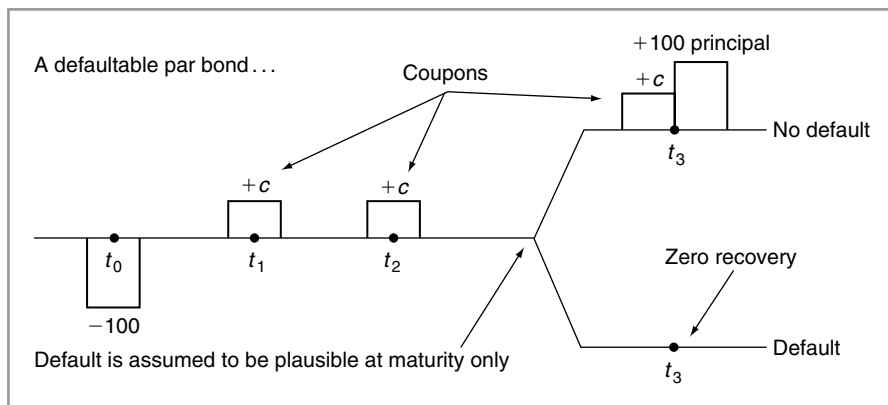 +100 principal
A defaultable par bond...
Coupons
+c
No default
t3
+c
+c
t0
t1
t2
Zero recovery
−100
Default is assumed to be plausible at maturity only
Default
t3